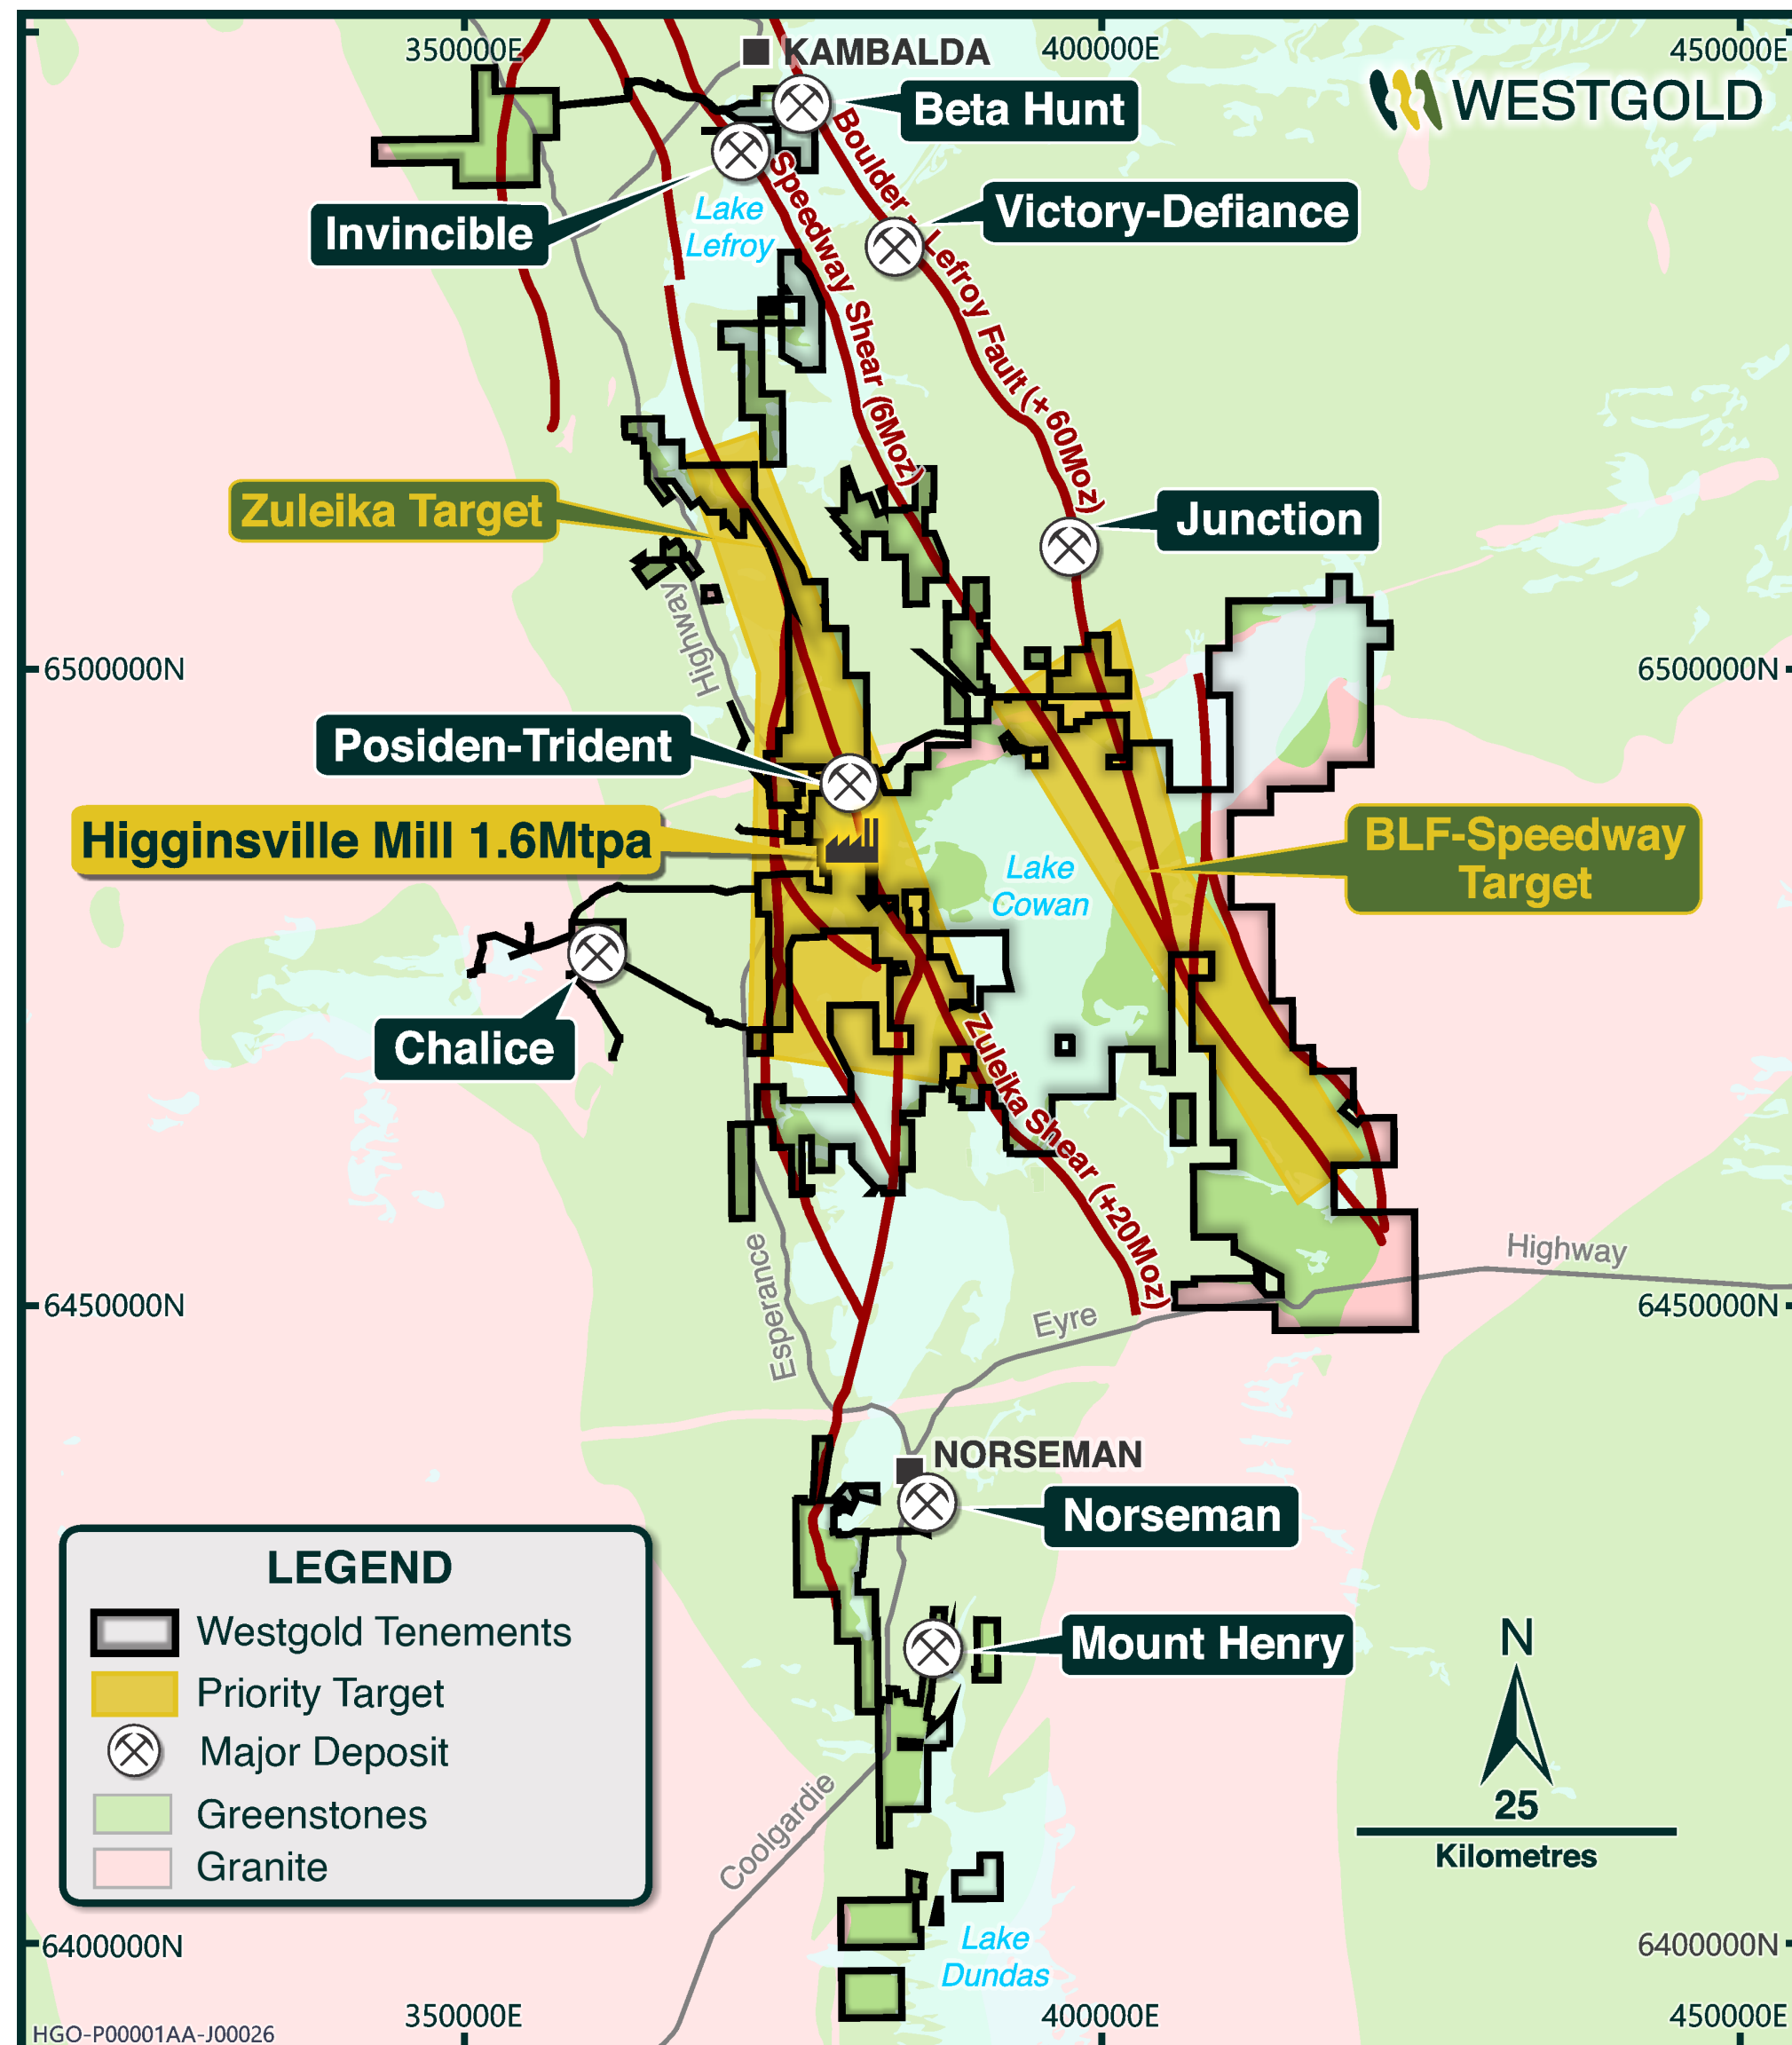 350000E
400000E
450000E
KAMBALDA
WESTGOLD
Beta Hunt
Invincible
Lake
Lefroy
Victory-Defiance
Boulder - Lefroy Fault (+ 60Moz)
Speedway Shear (6Moz)
Zuleika Target
Junction
Highway
6500000N
6500000N
Posiden-Trident
Higginsville Mill 1.6Mtpa
BLF-Speedway
Target
Lake
Cowan
Chalice
Zuleika Shear (+20Moz)
Esperance
Highway
Eyre
6450000N
6450000N
NORSEMAN
Norseman
Mount Henry
LEGEND
Westgold Tenements
Priority Target
Major Deposit
Greenstones
Granite
N
25
Kilometres
Coolgardie
Lake
Dundas
6400000N
6400000N
350000E
400000E
450000E
HGO-P00001AA-J00026